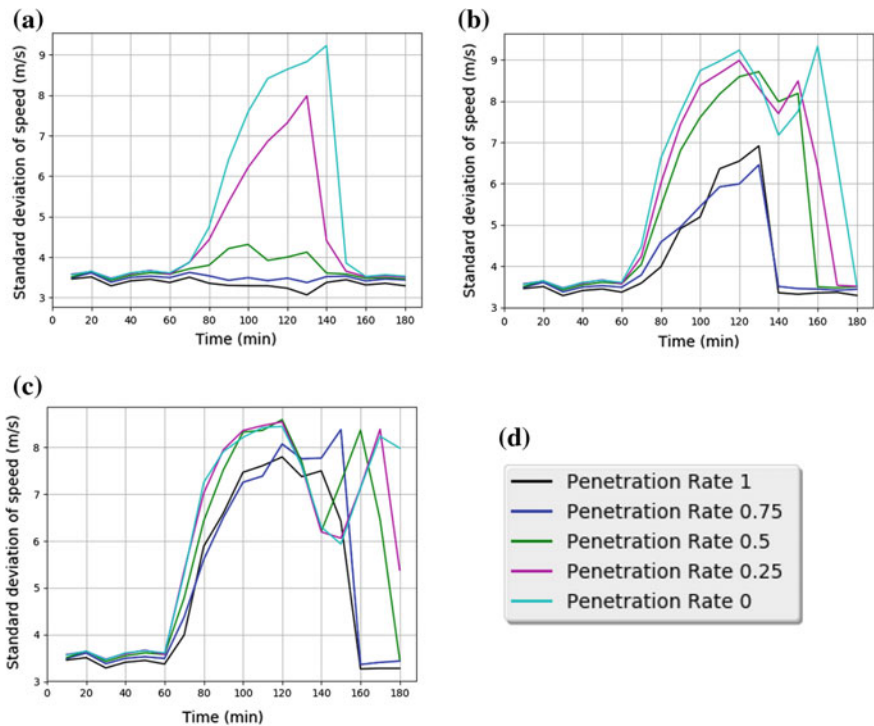 (a)
Standard deviation of speed (m/s)
9
8
7
6
5
4
3
0 20 40 60 80 100 120 140 160 180
Time (min)
(b)
Standard deviation of speed (m/s)
9
8
7
6
5
4
3
0 20 40 60 80 100 120 140 160 180
Time (min)
(c)
Standard deviation of speed (m/s)
8
7
6
5
4
3
0 20 40 60 80 100 120 140 160 180
Time (min)
(d)
Penetration Rate 1
Penetration Rate 0.75
Penetration Rate 0.5
Penetration Rate 0.25
Penetration Rate 0